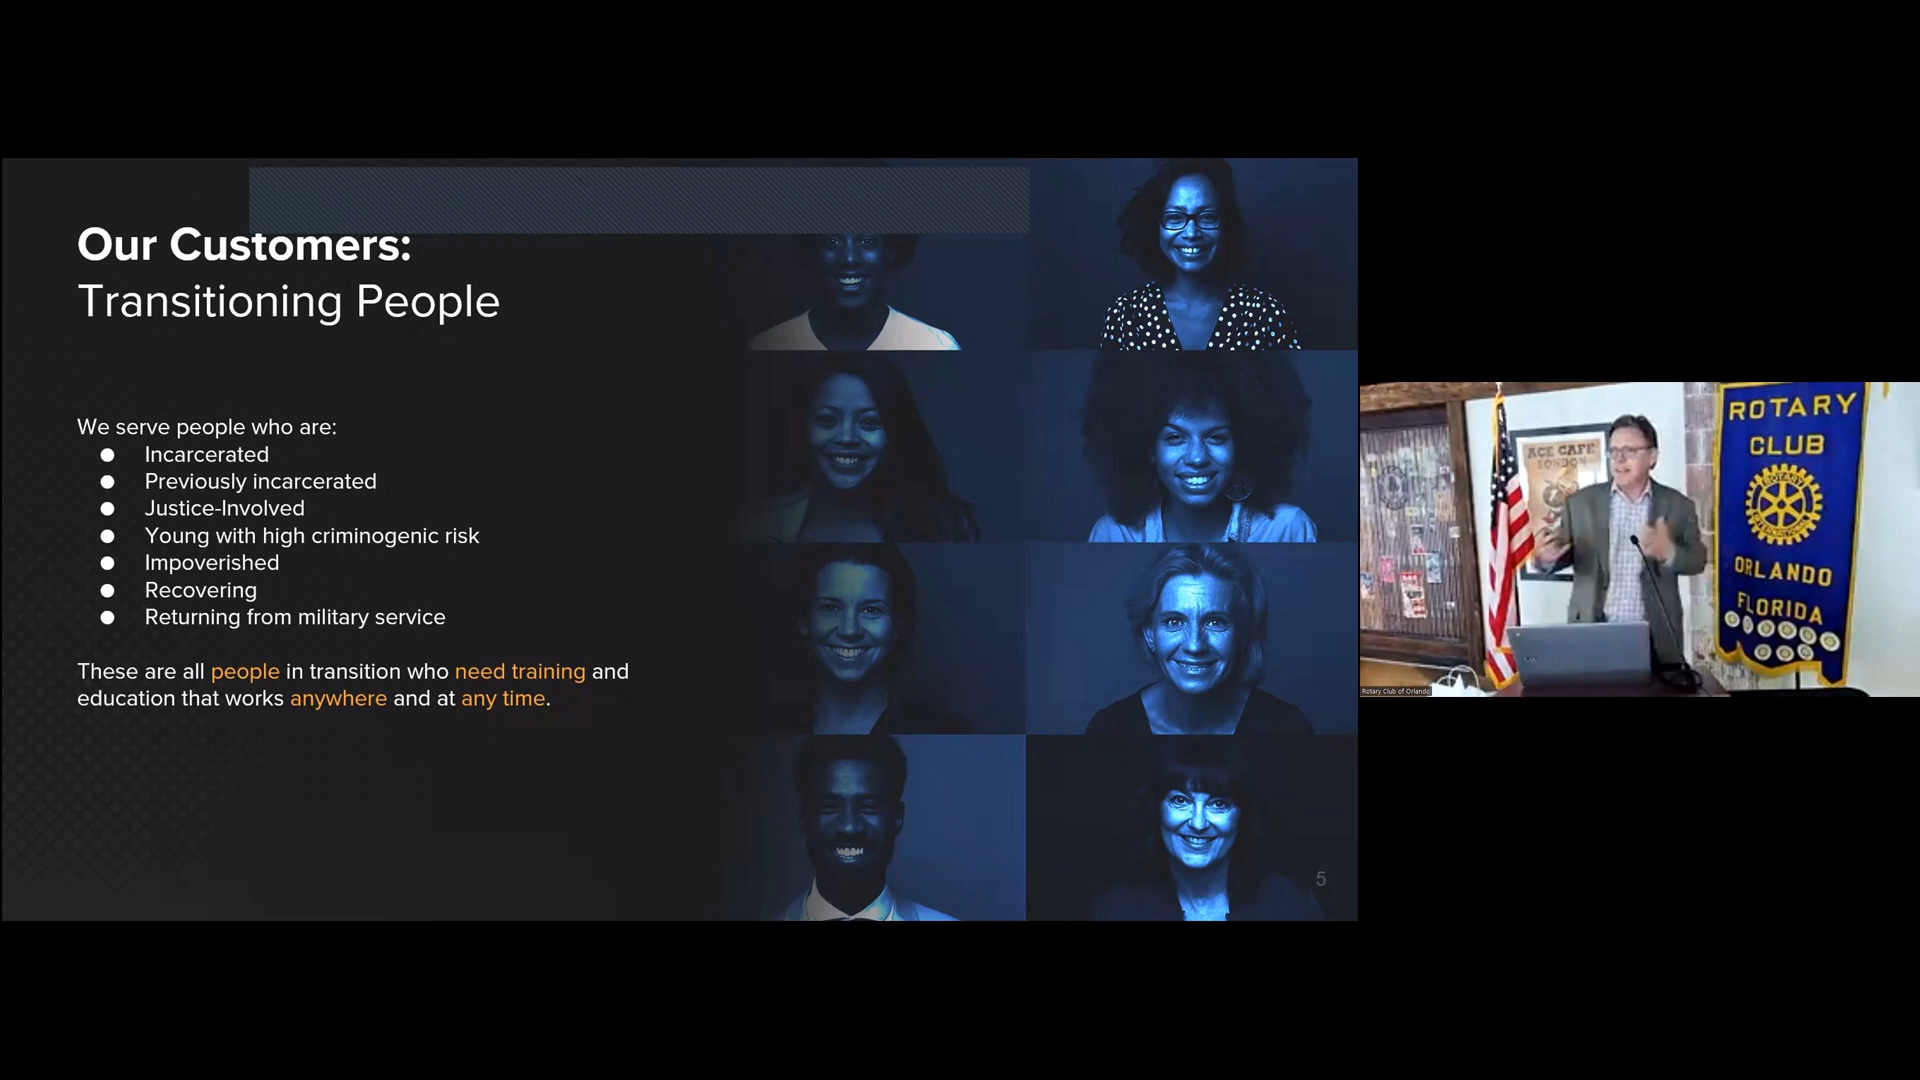 Our Customers:
Transitioning People
We serve people who are:
● Incarcerated
● Previously incarcerated
● Justice-Involved
● Young with high criminogenic risk
● Impoverished
● Recovering
● Returning from military service
These are all people in transition who need training and
education that works anywhere and at any time.
5
ACE CAFE
LONDON
ROTARY
CLUB
ROTARY
INTERNATIONAL
ORLANDO
FLORIDA
Rotary Club of Orlando